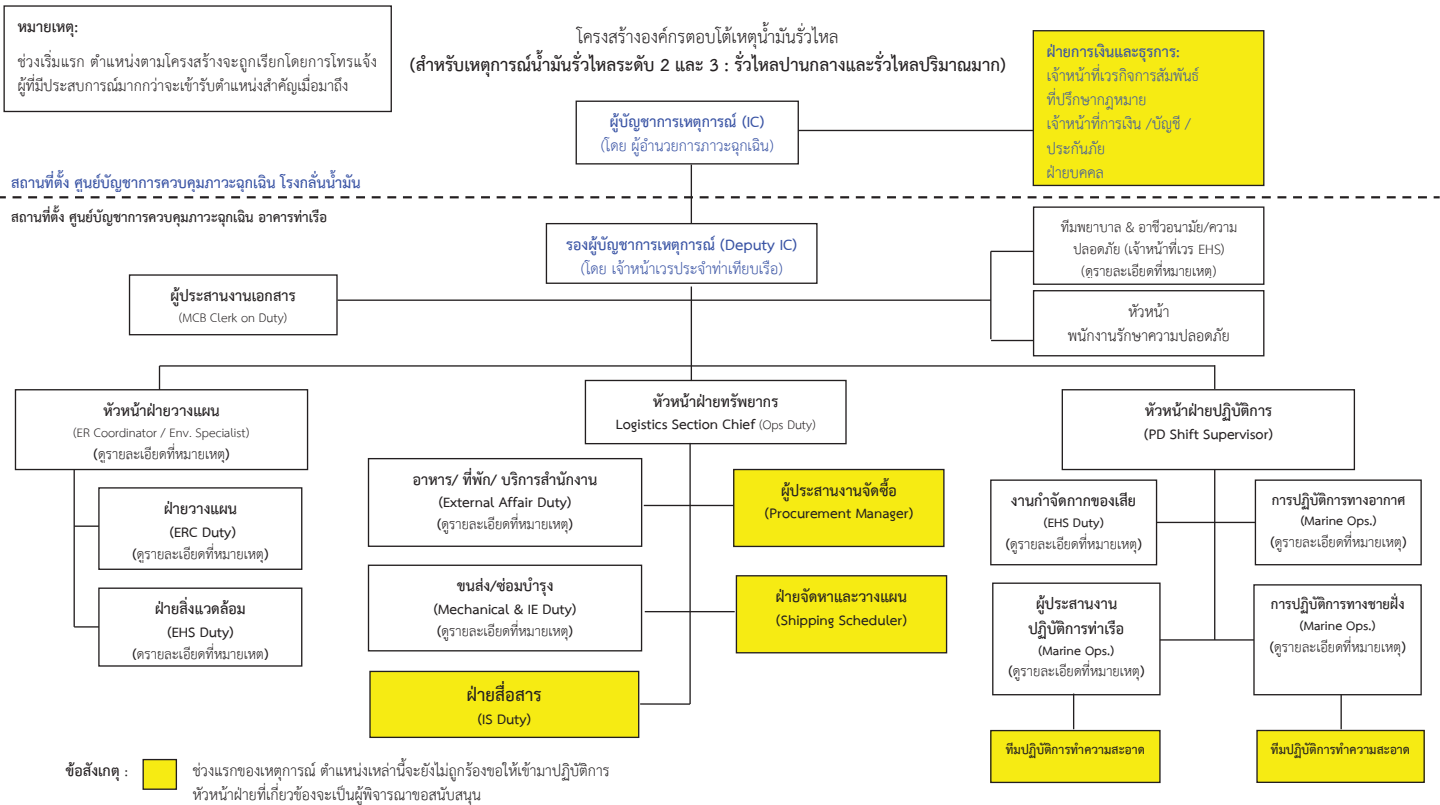 หมายเหตุ:
ช่วงเริ่มแรก ตำแหน่งตามโครงสร้างจะถูกเรียกโดยการโทรแจ้ง
ผู้ที่มีประสบการณ์มากกว่าจะเข้ารับตำแหน่งสำคัญเมื่อมาถึง
โครงสร้างองค์กรตอบโต้เหตุน้ำมันรั่วไหล
(สำหรับเหตุการณ์น้ำมันรั่วไหลระดับ 2 และ 3 : รั่วไหลปานกลางและรั่วไหลปริมาณมาก)
ฝ่ายการเงินและธุรการ:
เจ้าหน้าที่เวรกิจการสัมพันธ์
ที่ปรึกษากฎหมาย
เจ้าหน้าที่การเงิน /บัญชี /
ประกันภัย
ฝ่ายบุคคล
ผู้บัญชาการเหตุการณ์ (IC)
(โดย ผู้อำนวยการภาวะฉุกเฉิน)
สถานที่ตั้ง ศูนย์บัญชาการควบคุมภาวะฉุกเฉิน โรงกลั่นน้ำมัน
สถานที่ตั้ง ศูนย์บัญชาการควบคุมภาวะฉุกเฉิน อาคารท่าเรือ
รองผู้บัญชาการเหตุการณ์ (Deputy IC)
(โดย เจ้าหน้าเวรประจำท่าเทียบเรือ)
ทีมพยาบาล & อาชีวอนามัย/ความ
ปลอดภัย (เจ้าหน้าที่เวร EHS)
(ดูรายละเอียดที่หมายเหตุ)
ผู้ประสานงานเอกสาร
(MCB Clerk on Duty)
หัวหน้า
พนักงานรักษาความปลอดภัย
หัวหน้าฝ่ายวางแผน
(ER Coordinator / Env. Specialist)
(ดูรายละเอียดที่หมายเหตุ)
หัวหน้าฝ่ายทรัพยากร
Logistics Section Chief (Ops Duty)
หัวหน้าฝ่ายปฏิบัติการ
(PD Shift Supervisor)
ฝ่ายวางแผน
(ERC Duty)
(ดูรายละเอียดที่หมายเหตุ)
ฝ่ายสิ่งแวดล้อม
(EHS Duty)
(ดูรายละเอียดที่หมายเหตุ)
อาหาร/ ที่พัก/ บริการสำนักงาน
(External Affair Duty)
(ดูรายละเอียดที่หมายเหตุ)
ผู้ประสานงานจัดซื้อ
(Procurement Manager)
ขนส่ง/ซ่อมบำรุง
(Mechanical & IE Duty)
(ดูรายละเอียดที่หมายเหตุ)
ฝ่ายจัดหาและวางแผน
(Shipping Scheduler)
ฝ่ายสื่อสาร
(IS Duty)
งานกำจัดกากของเสีย
(EHS Duty)
(ดูรายละเอียดที่หมายเหตุ)
การปฏิบัติการทางอากาศ
(Marine Ops.)
(ดูรายละเอียดที่หมายเหตุ)
ผู้ประสานงาน
ปฏิบัติการท่าเรือ
(Marine Ops.)
(ดูรายละเอียดที่หมายเหตุ)
การปฏิบัติการทางชายฝั่ง
(Marine Ops.)
(ดูรายละเอียดที่หมายเหตุ)
ทีมปฏิบัติการทำความสะอาด
ทีมปฏิบัติการทำความสะอาด
ข้อสังเกตุ : ช่วงแรกของเหตุการณ์ ตำแหน่งเหล่านี้จะยังไม่ถูกร้องขอให้เข้ามาปฏิบัติการ
หัวหน้าฝ่ายที่เกี่ยวข้องจะเป็นผู้พิจารณาขอสนับสนุน